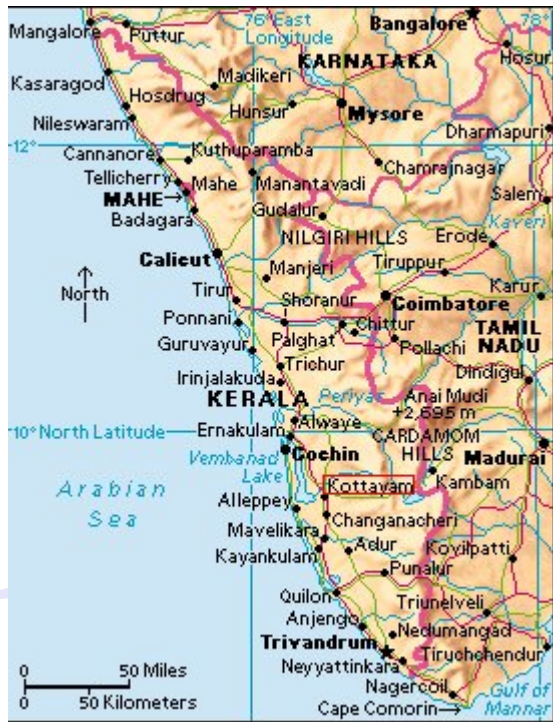 76° East
Longitude
Bangalore
78°
Mangalore
Puttur
KARNATAKA
Hosur
Kasaragod
Madikeri
Hosdrug
Hunsur
Mysore
Nileswaram
Dharmapuri
12°
Cannanore
Kuthuparamba
Chamrajnagar
Tellicherry
Mahe
Manantavadi
Salem
MAHE
Gudalur
Badagara
Kaveri
NILGIRI HILLS
Erode
Calicut
Tiruppur
Manjeri
Karur
North
Tirur
Shoranur
Coimbatore
Ponnani
Chittur
TAMIL
NADU
Palghat
Pollachi
Guruvayur
Trichur
Dindigul
Irinjalakuda
KERALA
Periyar
Anai Mudi
+2,695 m
Alwaye
10° North Latitude
Ernakulam
CARDAMOM
HILLS
Cochin
Madurai
Vembanad
Lake
Kambam
Arabian
Sea
Kottayam
Alleppey
Changanacheri
Mavelikara
Adur
Kovilpatti
Kayankulam
Punalur
Quilon
Triunelveli
Anjengo
Nedumangad
Trivandrum
Tiruchchendur
Neyyattinkara
0 50 Miles
0 50 Kilometers
Nagercoil
Gulf of
Mannar
Cape Comorin